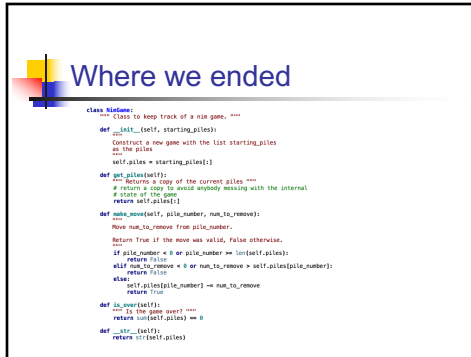 Where we ended
class NimGame:
    """ Class to keep track of a nim game. """
    def __init__(self, starting_piles):
        """
        Construct a new game with the list starting_piles
        as the piles
        """
        self.piles = starting_piles[:]
    def get_piles(self):
        """ Returns a copy of the current piles """
        # return a copy to avoid anybody messing with the internal
        # state of the game
        return self.piles[:]
    def make_move(self, pile_number, num_to_remove):
        """
        Move num_to_remove from pile_number.
        Return True if the move was valid, False otherwise.
        """
        if pile_number < 0 or pile_number >= len(self.piles):
            return False
        elif num_to_remove < 0 or num_to_remove > self.piles[pile_number]:
            return False
        else:
            self.piles[pile_number] -= num_to_remove
            return True
    def is_over(self):
        """ Is the game over? """
        return sum(self.piles) == 0
    def __str__(self):
        return str(self.piles)